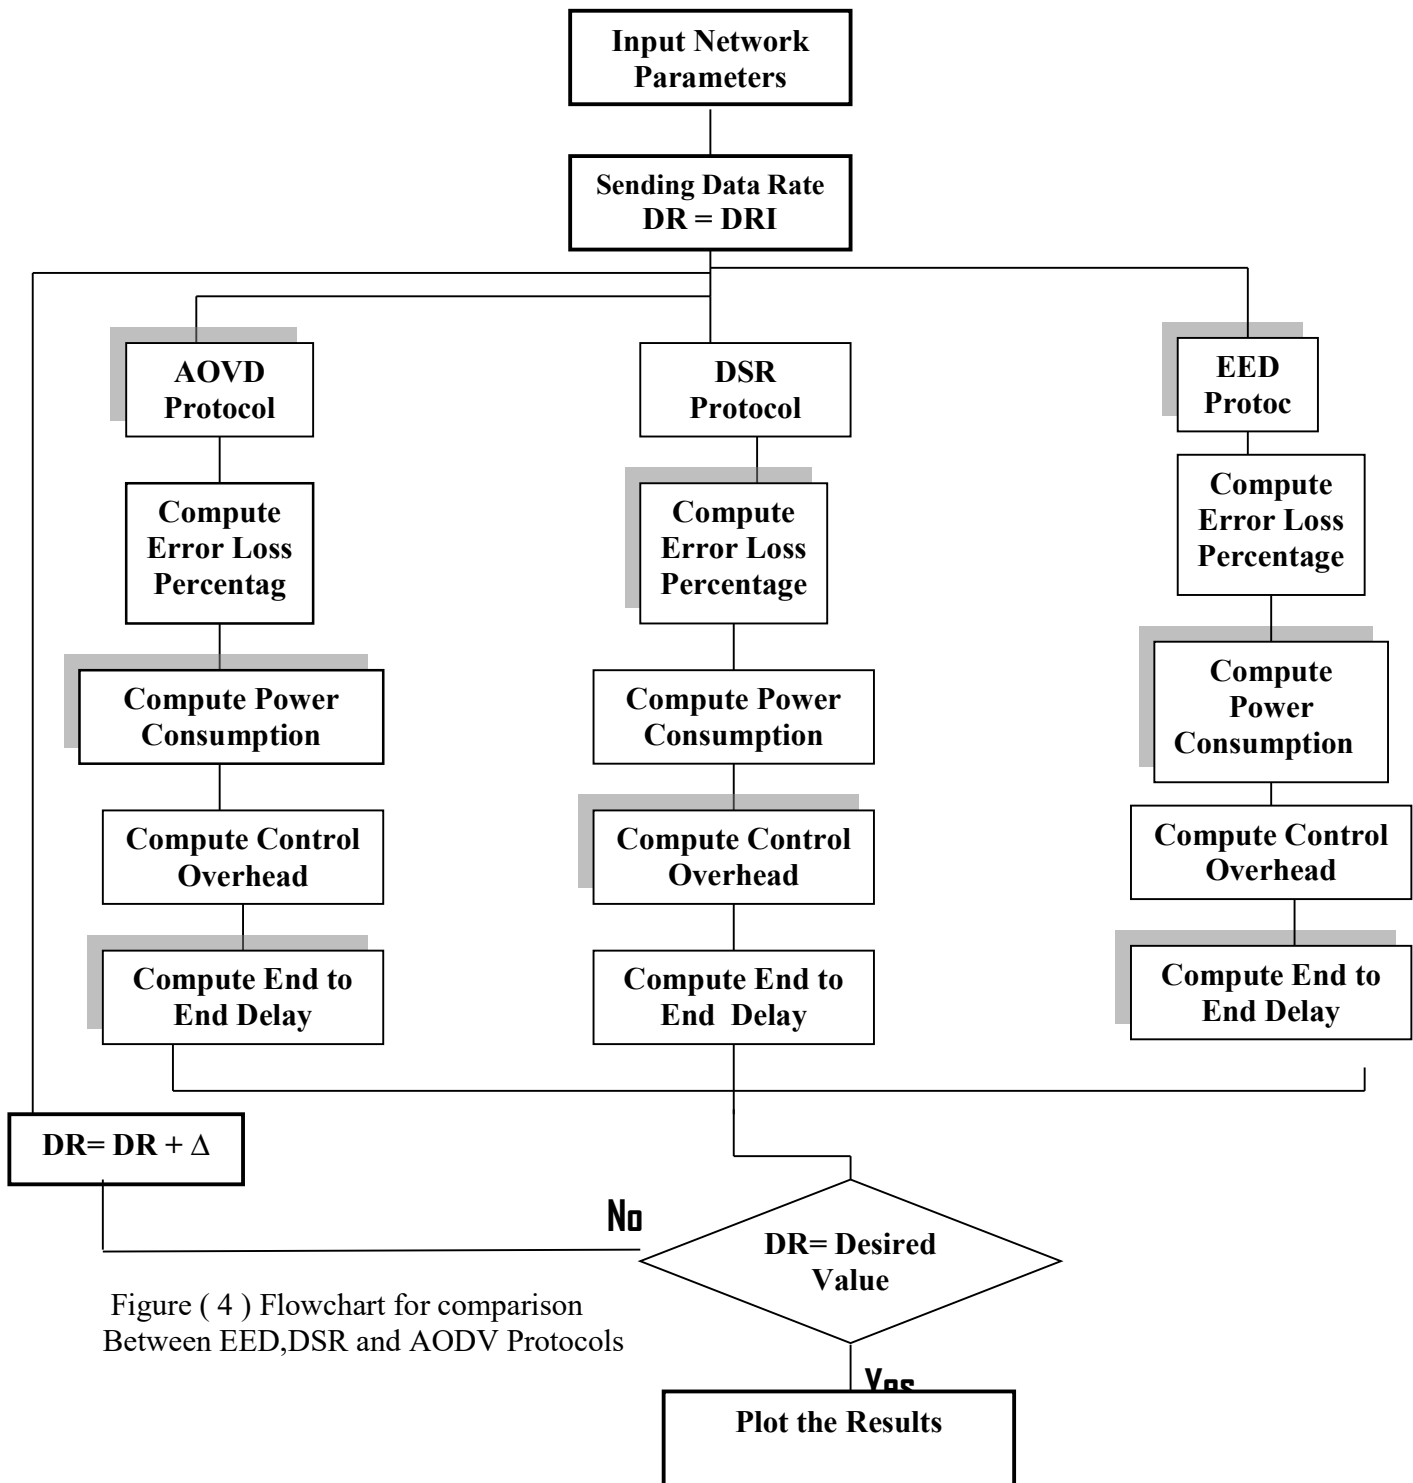 Input Network
Parameters
Sending Data Rate
DR = DRI
AOVD
Protocol
Compute
Error Loss
Percentag
Compute Power
Consumption
Compute Control
Overhead
Compute End to
End Delay
DSR
Protocol
Compute
Error Loss
Percentage
Compute Power
Consumption
Compute Control
Overhead
Compute End to
End Delay
EED
Protoc
Compute
Error Loss
Percentage
Compute
Power
Consumption
Compute Control
Overhead
Compute End to
End Delay
DR= DR + Δ
No
DR= Desired
Value
Figure ( 4 ) Flowchart for comparison
Between EED,DSR and AODV Protocols
Yes
Plot the Results